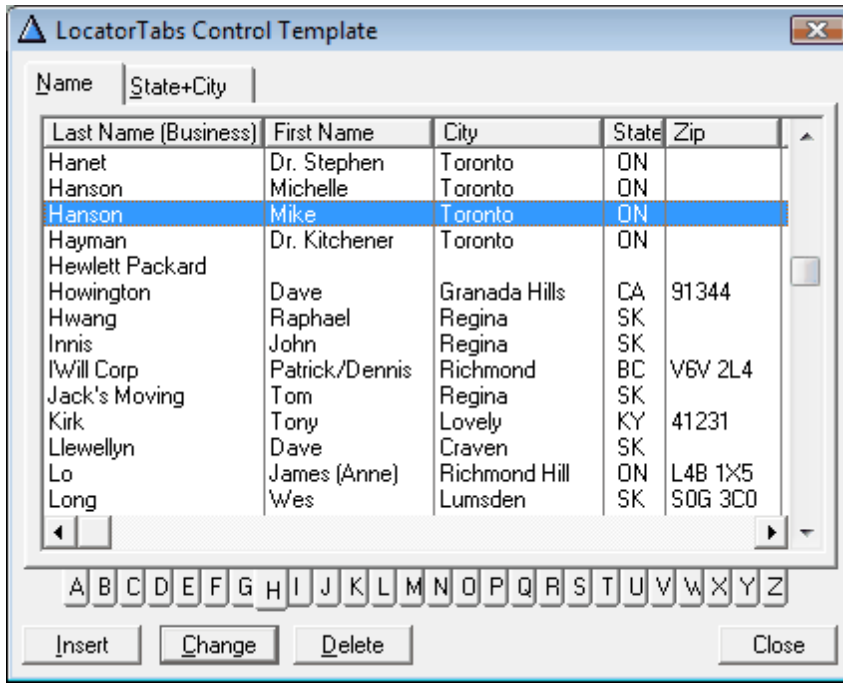 LocatorTabs Control Template
Name State+City
Last Name (Business) First Name City State Zip
Hanet Dr. Stephen Toronto ON
Hanson Michelle Toronto ON
Hanson Mike Toronto ON
Hayman Dr. Kitchener Toronto ON
Hewlett Packard
Howington Dave Granada Hills CA 91344
Hwang Raphael Regina SK
Innis John Regina SK
IWill Corp Patrick/Dennis Richmond BC V6V 2L4
Jack's Moving Tom Regina SK
Kirk Tony Lovely KY 41231
Llewellyn Dave Craven SK
Lo James (Anne) Richmond Hill ON L4B 1X5
Long Wes Lumsden SK S0G 3C0
A B C D E F G H I J K L M N O P Q R S T U V W X Y Z
Insert Change Delete Close